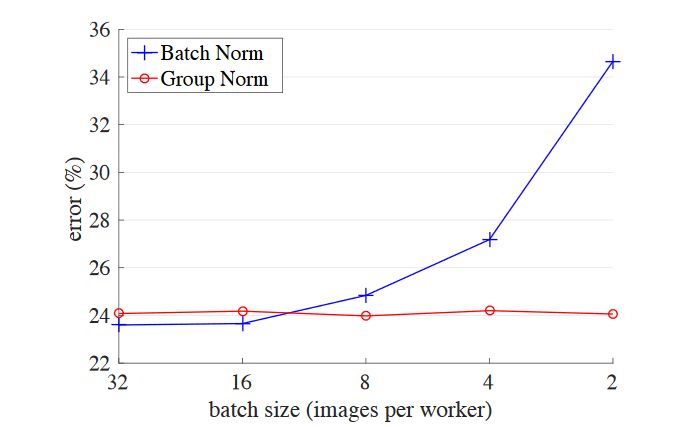 36
34
32
30
28
26
24
22
error (%)
Batch Norm
Group Norm
32 16 8 4 2
batch size (images per worker)